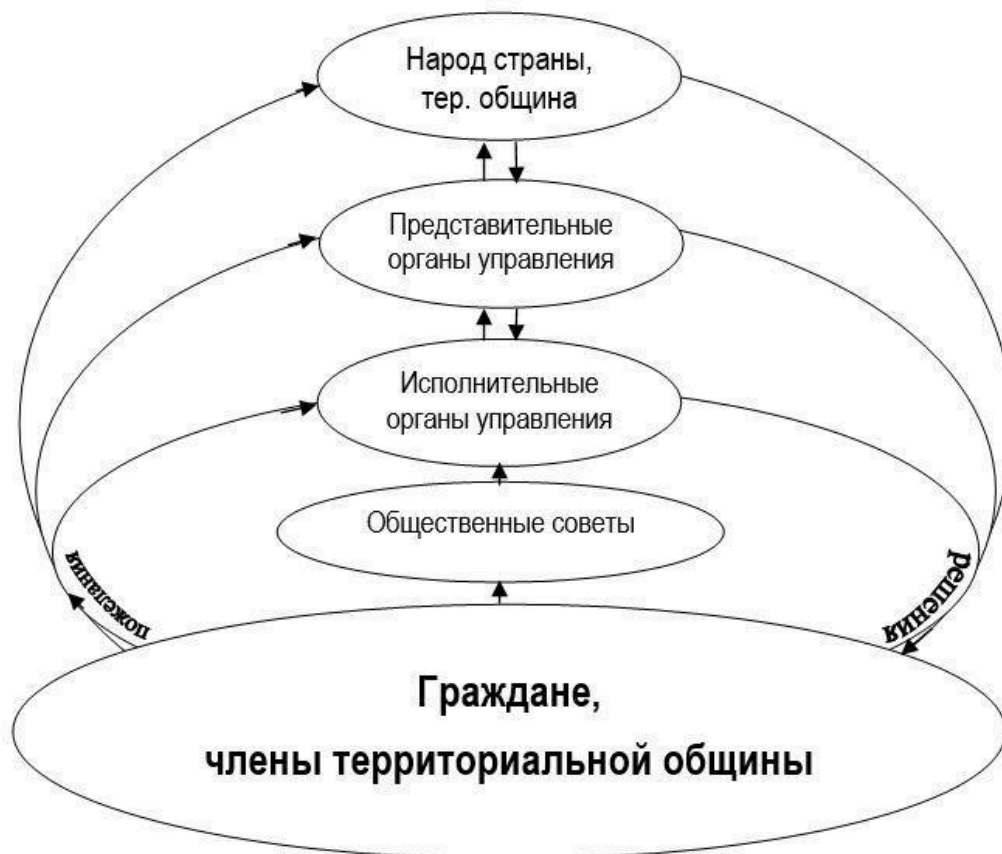 Народ страны,
тер. община
Представительные
органы управления
Исполнительные
органы управления
Общественные советы
пожелания
решения
Граждане,
члены территориальной общины